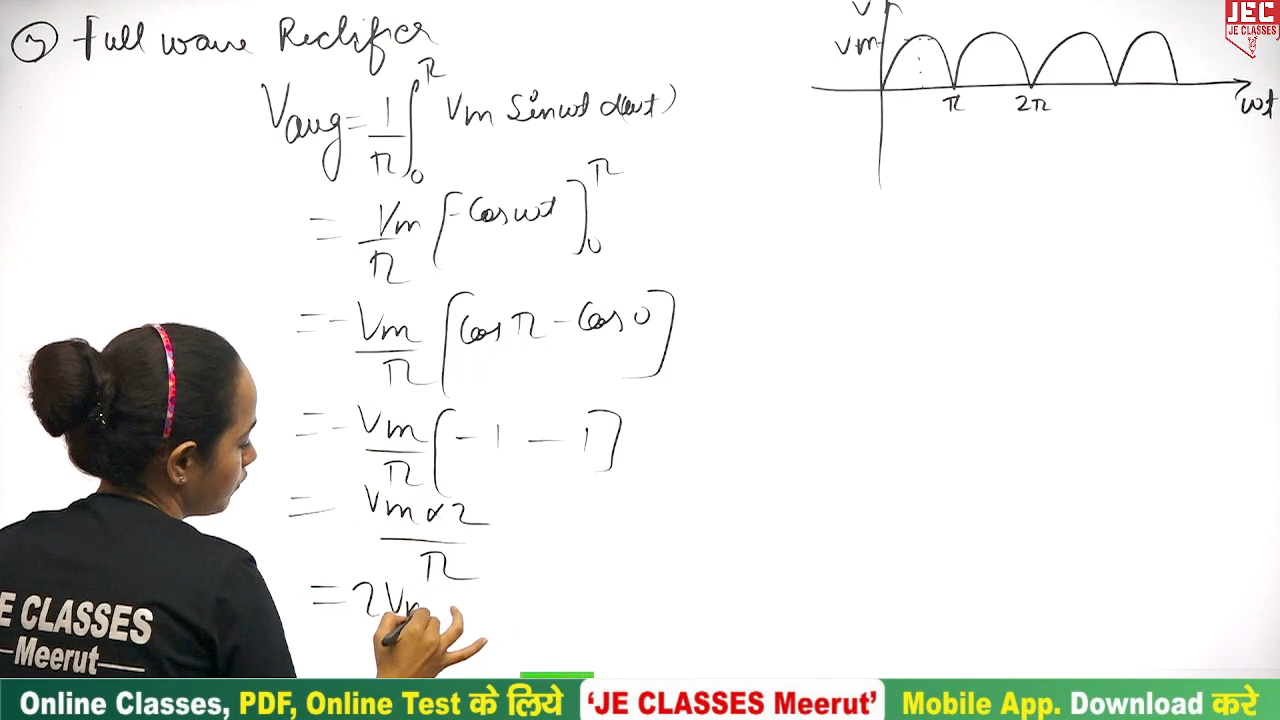 3) Full wave Rectifier
Vavg = 1/π ∫₀^π Vm Sinωt d(ωt)
= Vm/π [-Cosωt]₀^π
= -Vm/π [Cos π - Cos 0]
= -Vm/π [-1 - 1]
= Vm × 2/π
= 2Vm
V
Vm
π 2π ωt
JEC
JE CLASSES
E CLASSES
Meerut
Online Classes, PDF, Online Test के लिये 'JE CLASSES Meerut' Mobile App. Download करे